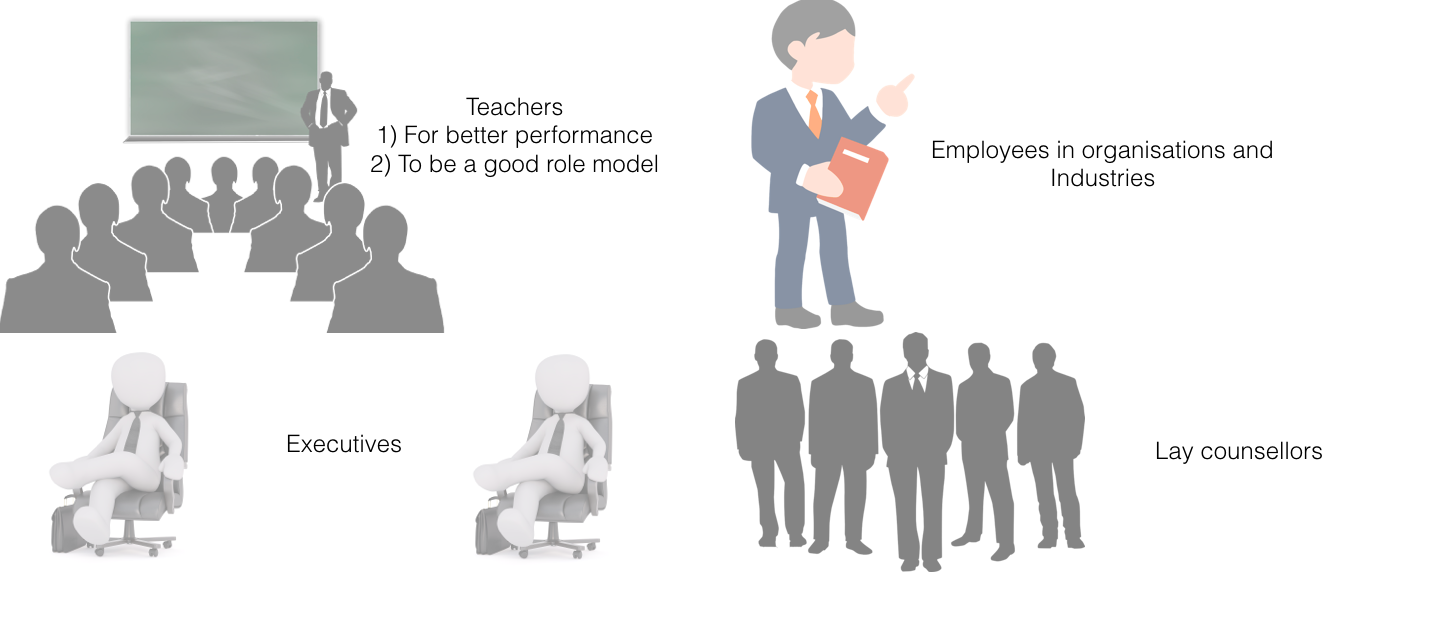 Teachers
1) For better performance
2) To be a good role model
Employees in organisations and
Industries
Executives
Lay counsellors